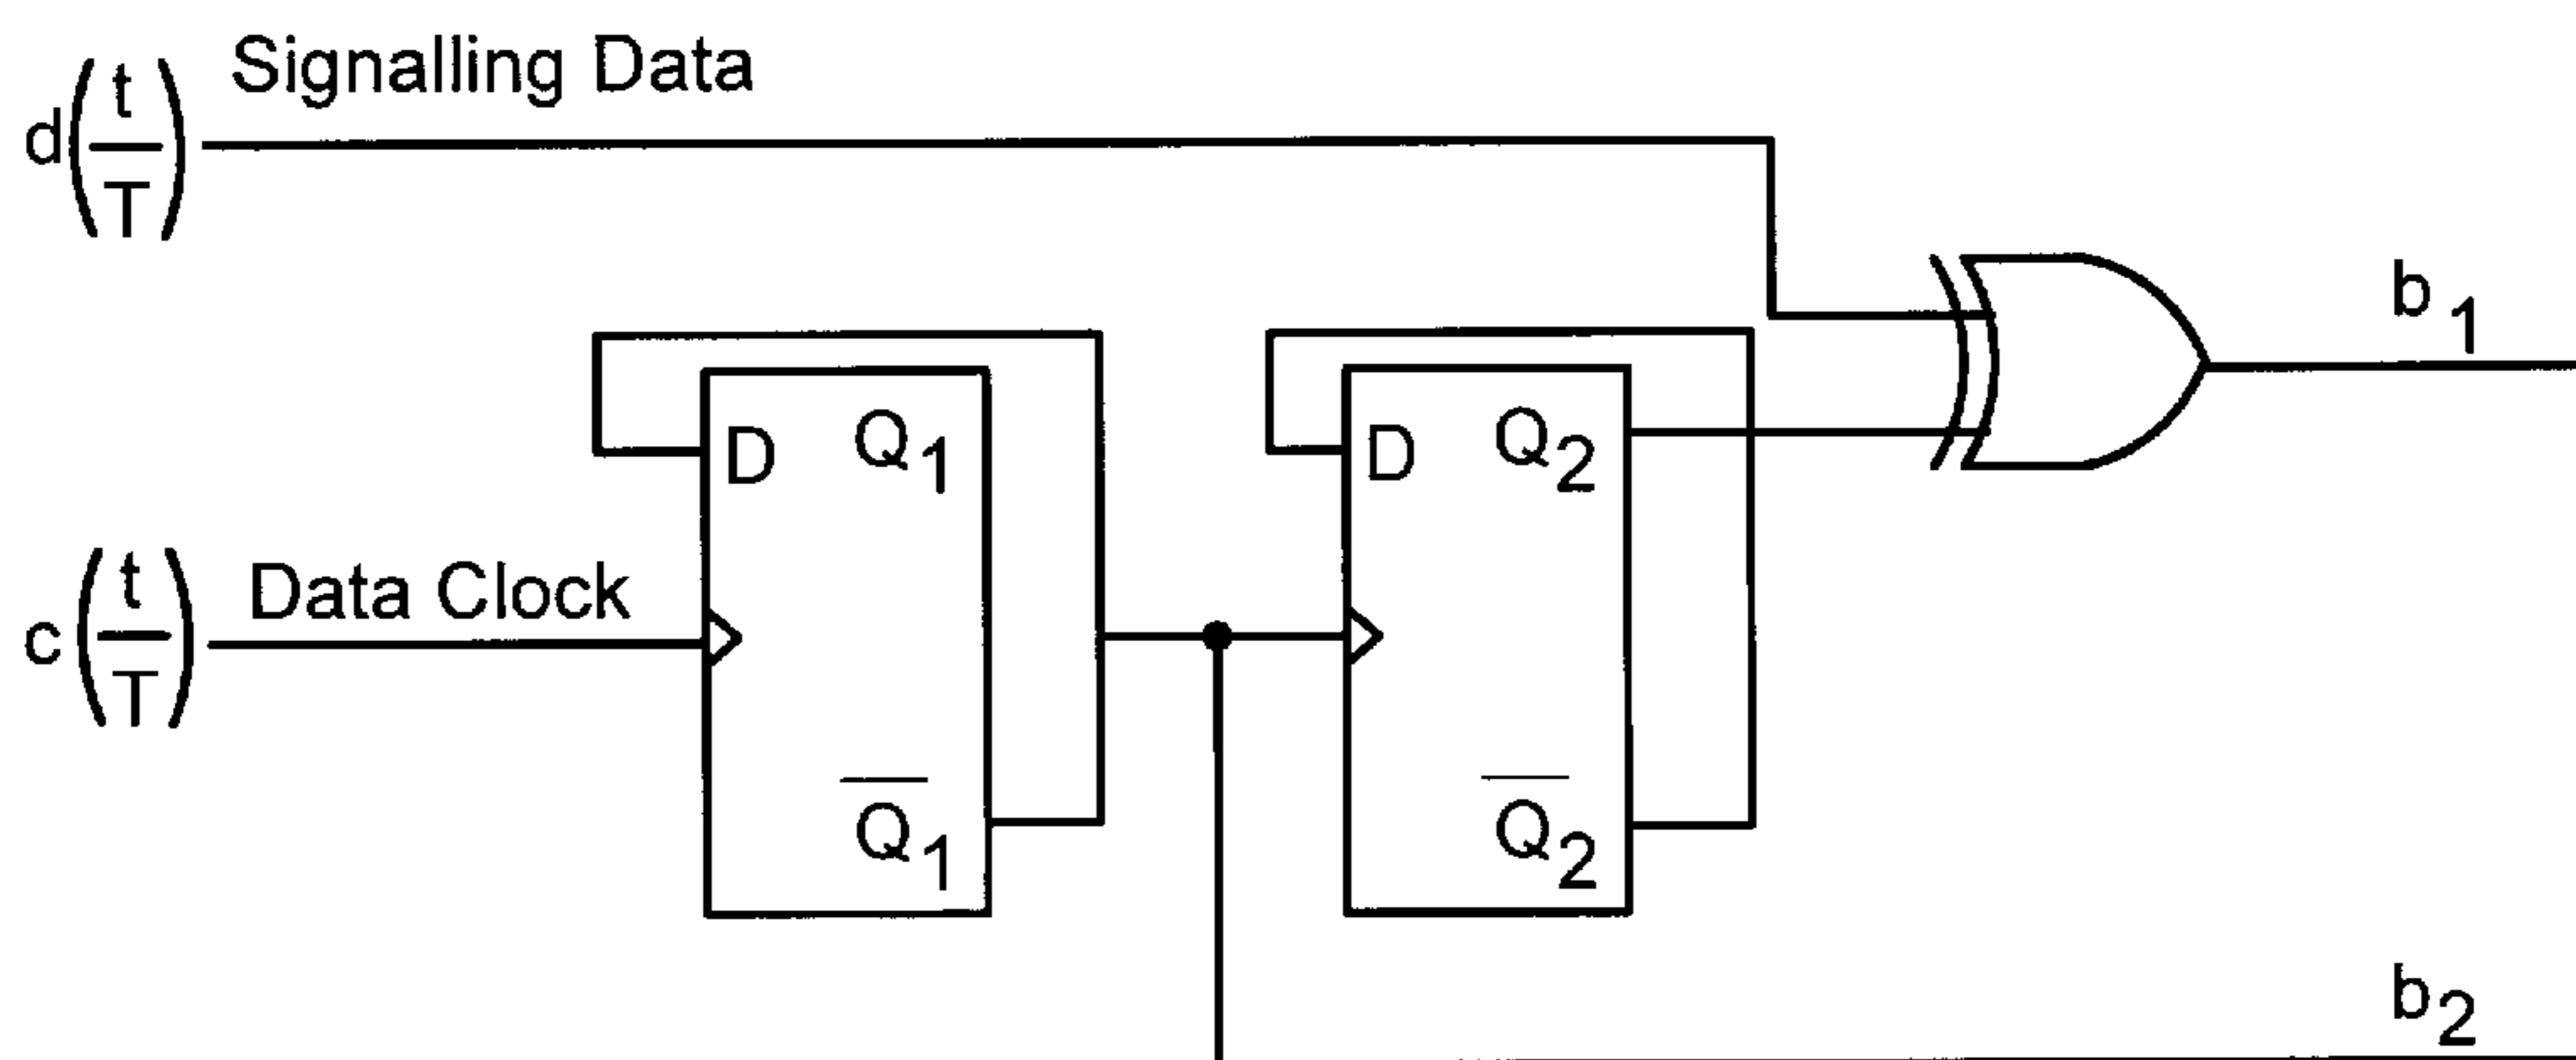 d(t/T) Signalling Data
b1
D Q1
D Q2
c(t/T) Data Clock
Q̅1
Q̅2
b2